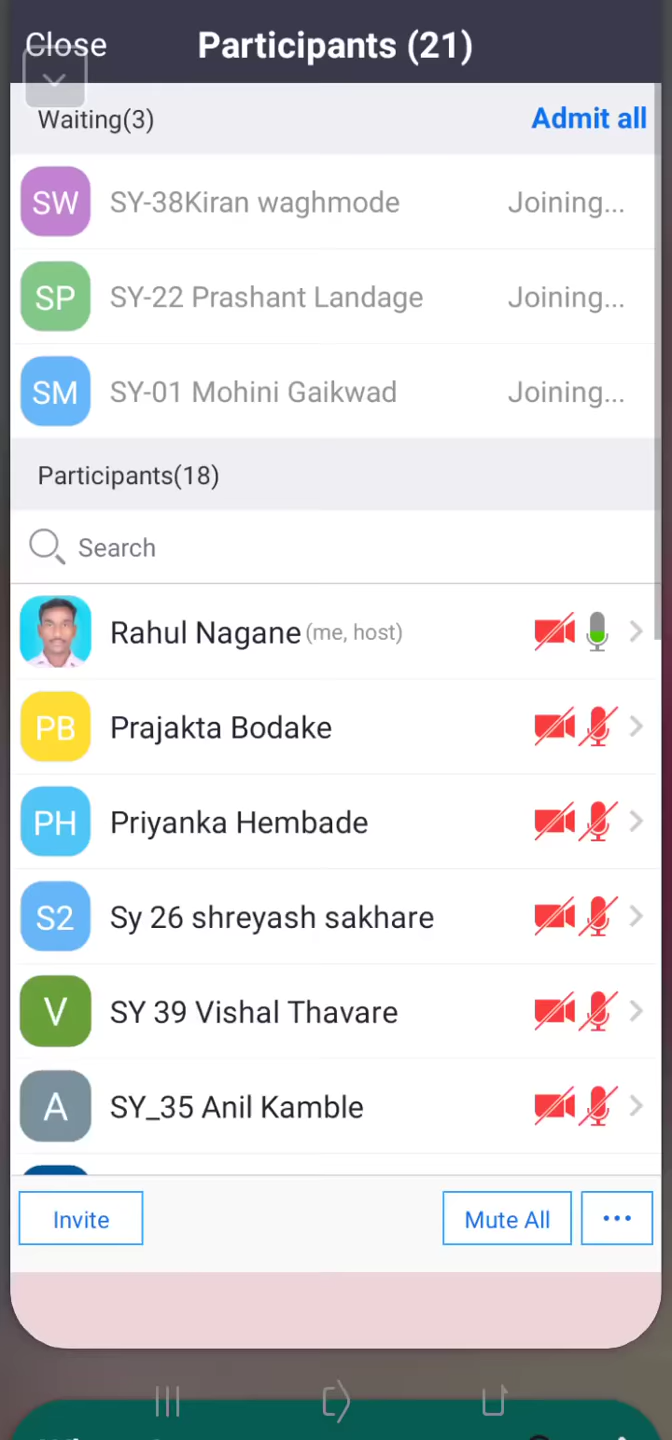 Close Participants (21)
Waiting(3) Admit all
SW SY-38Kiran waghmode Joining...
SP SY-22 Prashant Landage Joining...
SM SY-01 Mohini Gaikwad Joining...
Participants(18)
Search
Rahul Nagane (me, host)
PB Prajakta Bodake
PH Priyanka Hembade
S2 Sy 26 shreyash sakhare
V SY 39 Vishal Thavare
A SY_35 Anil Kamble
Invite Mute All ...